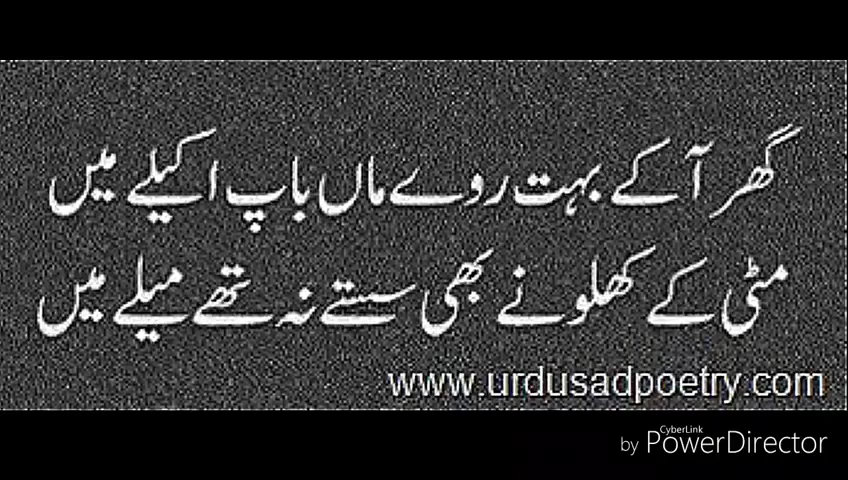 گھر آ کے بہت روے ماں باپ اکیلے میں
مٹی کے کھلونے بھی سستے نہ تھے میلے میں
www.urdusadpoetry.com
CyberLink
by PowerDirector